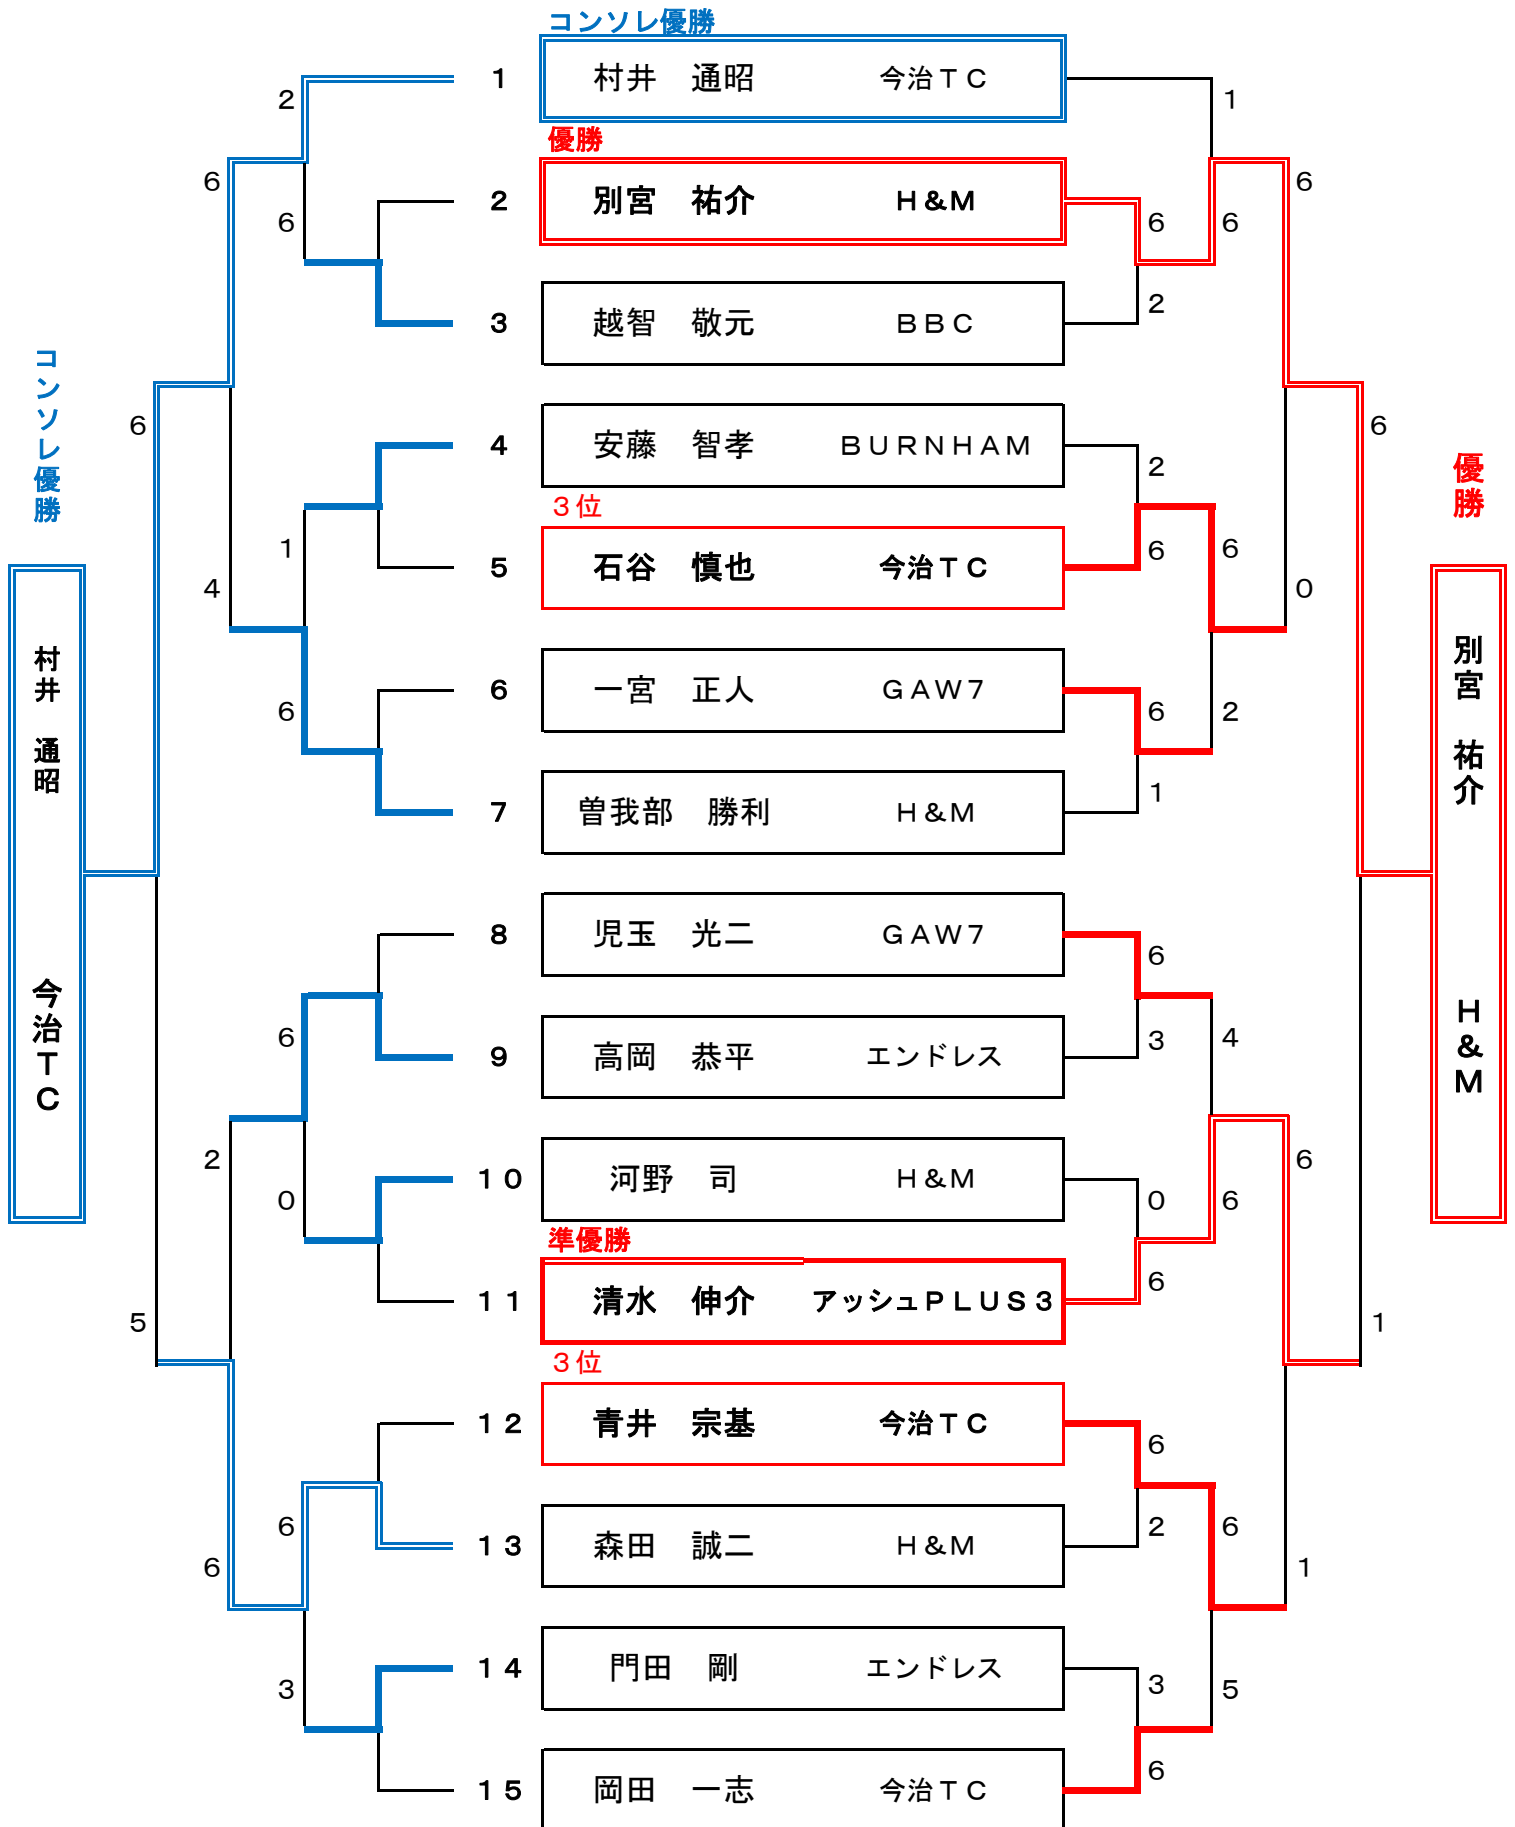 コンソレ優勝
2 1 村井 通昭 今治TC 1
優勝
6 6
6 2 別宮 祐介 H&M 6 6
3 越智 敬元 BBC 2
コンソレ優勝
6 6
4 安藤 智孝 BURNHAM 2
優勝
3位
1 5 石谷 慎也 今治TC 6 6
4 0
村井 通昭 今治TC
別宮 祐介 H&M
6 6 一宮 正人 GAW7 6 2
7 曽我部 勝利 H&M 1
8 児玉 光二 GAW7 6
6 9 高岡 恭平 エンドレス 3 4
2 6
0 10 河野 司 H&M 0 6
準優勝
11 清水 伸介 アッシュPLUS3 6
5 1
3位
12 青井 宗基 今治TC 6
6 13 森田 誠二 H&M 2 6
6 1
3 14 門田 剛 エンドレス 3 5
15 岡田 一志 今治TC 6